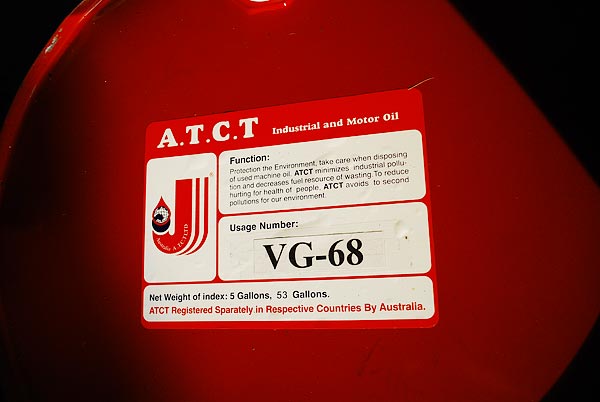 A.T.C.T Industrial and Motor Oil
Function:
Protection the Environment, take care when disposing
of used machine oil. ATCT minimizes industrial pollu-
tion and decreases fuel resource of wasting.To reduce
hurting for health of people, ATCT avoids to second
pollutions for our environment.
J
®
Australia A.TCT LTD
Usage Number:
VG-68
Net Weight of index: 5 Gallons, 53 Gallons.
ATCT Registered Sparately in Respective Countries By Australia.